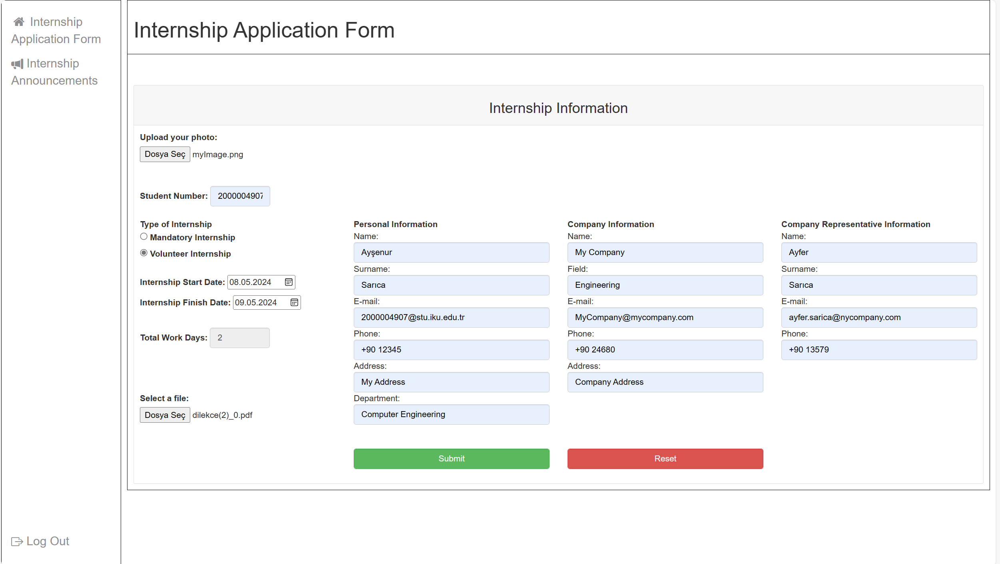 Internship
Application Form
Internship
Announcements
Log Out
Internship Application Form
Internship Information
Upload your photo:
Dosya Seç myImage.png
Student Number: 2000004907
Type of Internship
Mandatory Internship
Volunteer Internship
Internship Start Date: 08.05.2024
Internship Finish Date: 09.05.2024
Total Work Days: 2
Select a file:
Dosya Seç dilekce(2)_0.pdf
Personal Information
Name:
Ayşenur
Surname:
Sarıca
E-mail:
2000004907@stu.iku.edu.tr
Phone:
+90 12345
Address:
My Address
Department:
Computer Engineering
Company Information
Name:
My Company
Field:
Engineering
E-mail:
MyCompany@mycompany.com
Phone:
+90 24680
Address:
Company Address
Company Representative Information
Name:
Ayfer
Surname:
Sarıca
E-mail:
ayfer.sarica@nycompany.com
Phone:
+90 13579
Submit
Reset